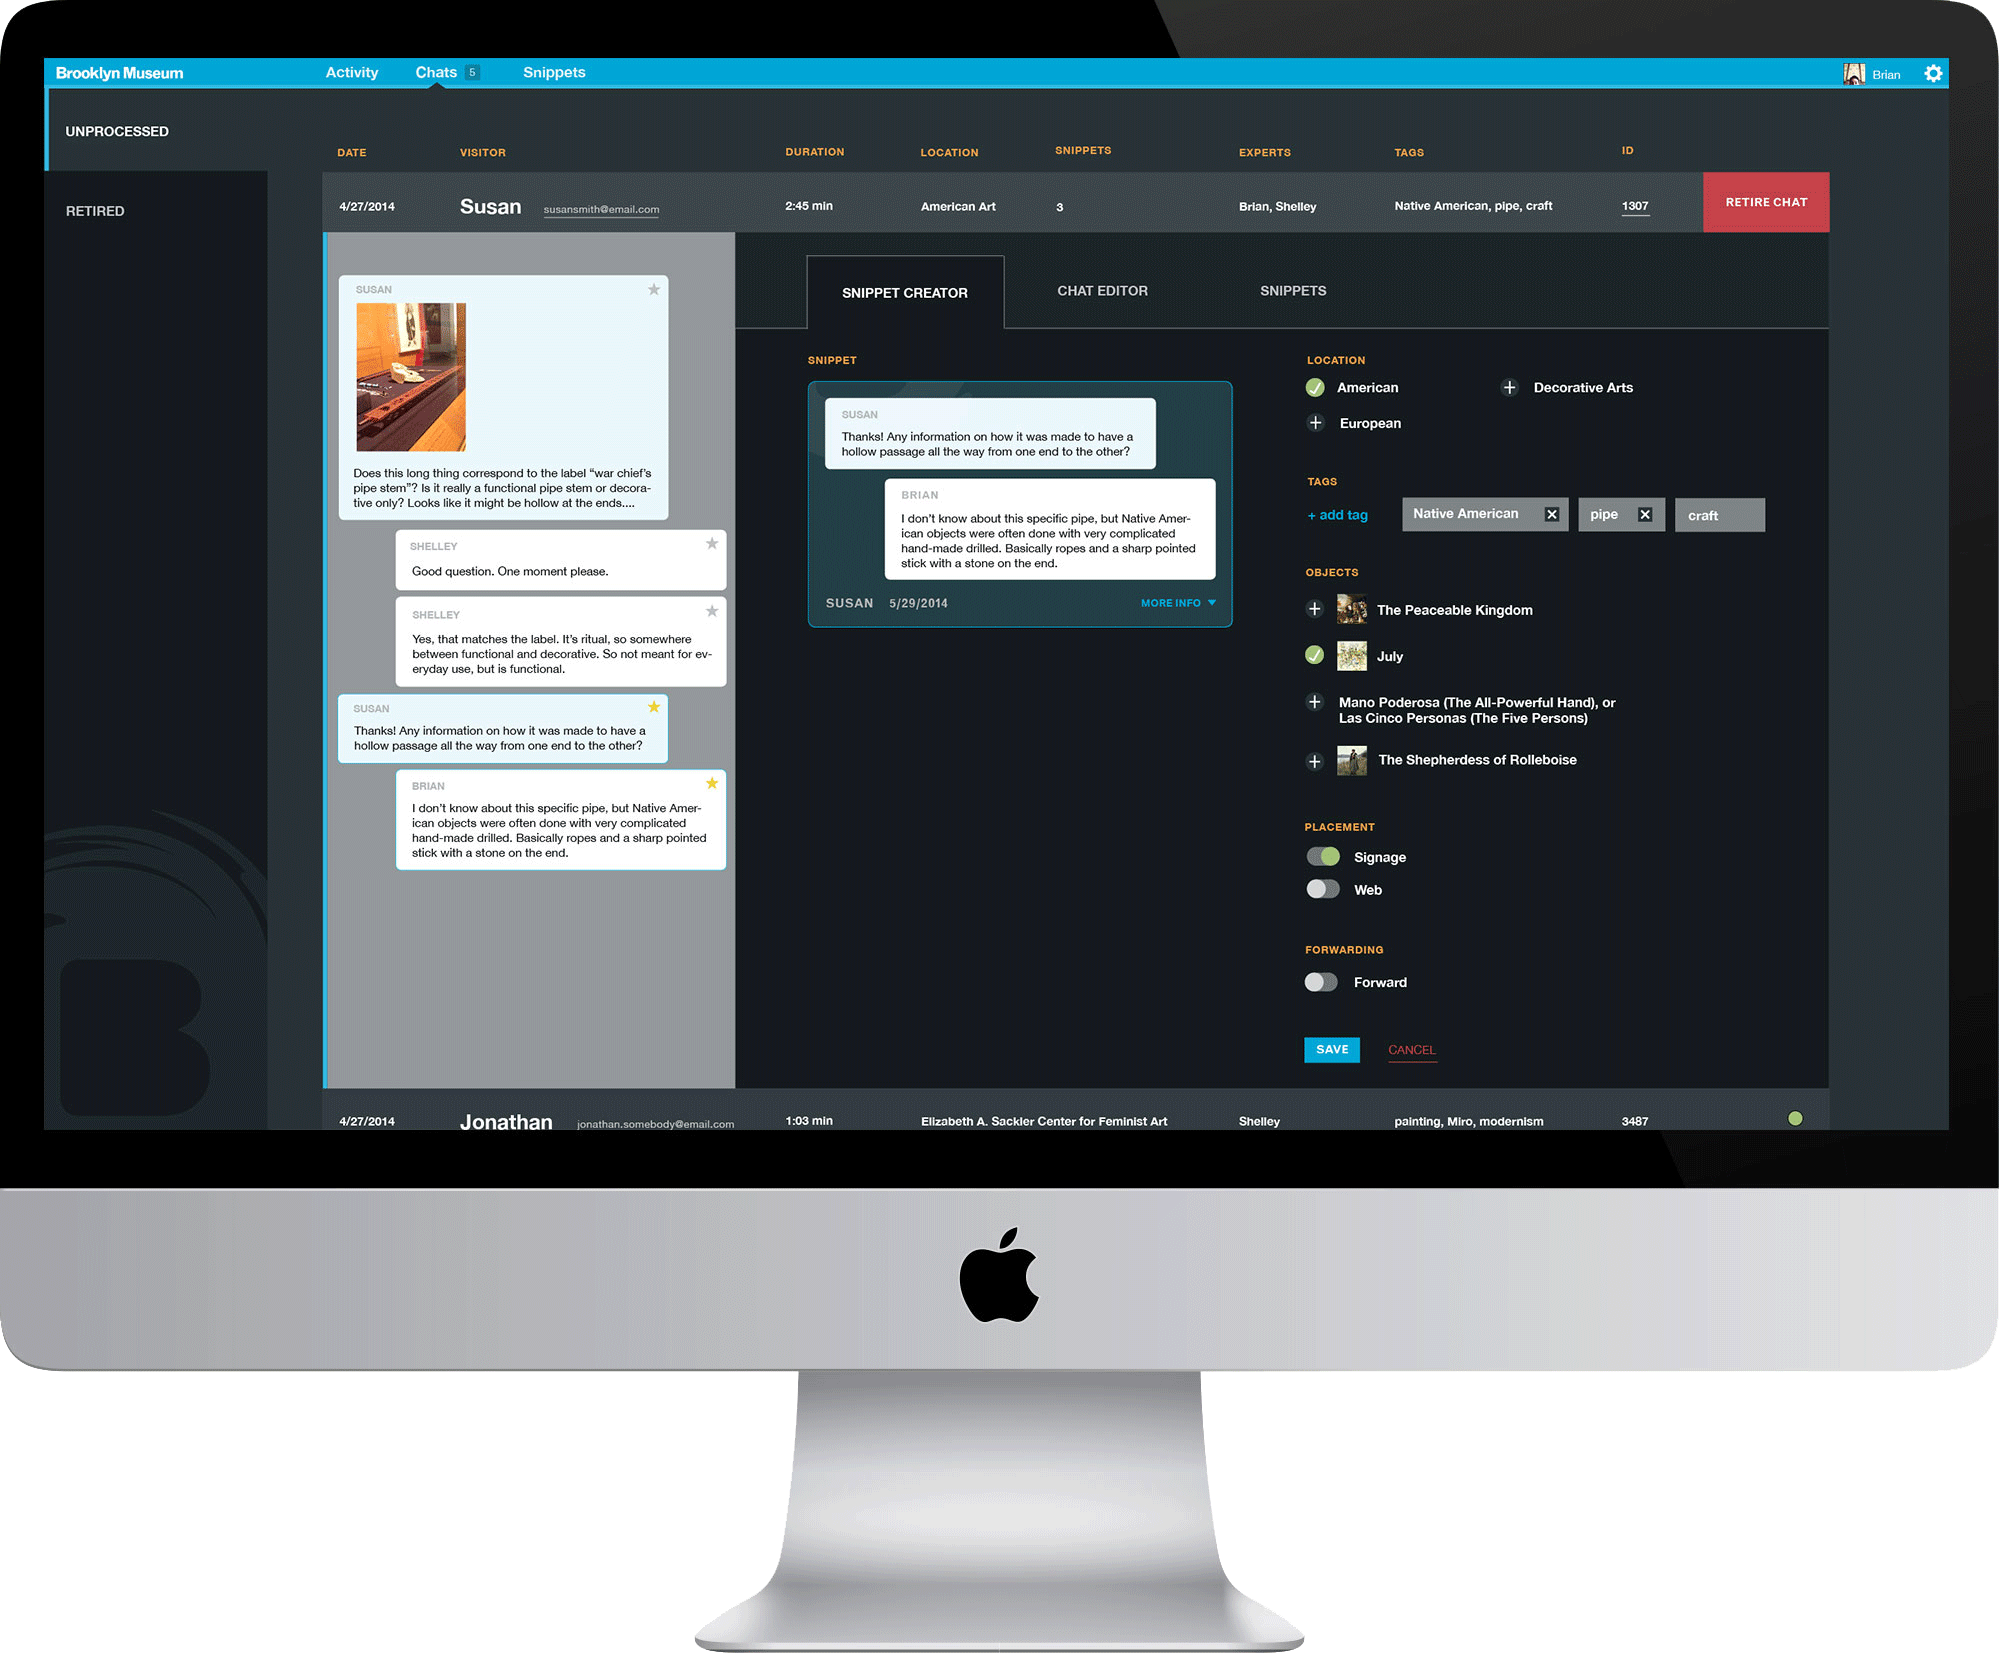 Brooklyn Museum
Activity
Chats 5
Snippets
Brian
UNPROCESSED
RETIRED
DATE VISITOR DURATION LOCATION SNIPPETS EXPERTS TAGS ID
4/27/2014 Susan susansmith@email.com 2:45 min American Art 3 Brian, Shelley Native American, pipe, craft 1307 RETIRE CHAT
SUSAN
Does this long thing correspond to the label “war chief’s
pipe stem”? Is it really a functional pipe stem or decora-
tive only? Looks like it might be hollow at the ends....
SHELLEY
Good question. One moment please.
SHELLEY
Yes, that matches the label. It’s ritual, so somewhere
between functional and decorative. So not meant for ev-
eryday use, but is functional.
SUSAN
Thanks! Any information on how it was made to have a
hollow passage all the way from one end to the other?
BRIAN
I don’t know about this specific pipe, but Native Amer-
ican objects were often done with very complicated
hand-made drilled. Basically ropes and a sharp pointed
stick with a stone on the end.
SNIPPET CREATOR
CHAT EDITOR
SNIPPETS
SNIPPET
SUSAN
Thanks! Any information on how it was made to have a
hollow passage all the way from one end to the other?
BRIAN
I don’t know about this specific pipe, but Native Amer-
ican objects were often done with very complicated
hand-made drilled. Basically ropes and a sharp pointed
stick with a stone on the end.
SUSAN 5/29/2014 MORE INFO
LOCATION
American
Decorative Arts
European
TAGS
+ add tag
Native American
pipe
craft
OBJECTS
The Peaceable Kingdom
July
Mano Poderosa (The All-Powerful Hand), or
Las Cinco Personas (The Five Persons)
The Shepherdess of Rolleboise
PLACEMENT
Signage
Web
FORWARDING
Forward
SAVE
CANCEL
4/27/2014 Jonathan jonathan.somebody@email.com 1:03 min Elizabeth A. Sackler Center for Feminist Art Shelley painting, Miro, modernism 3487
B